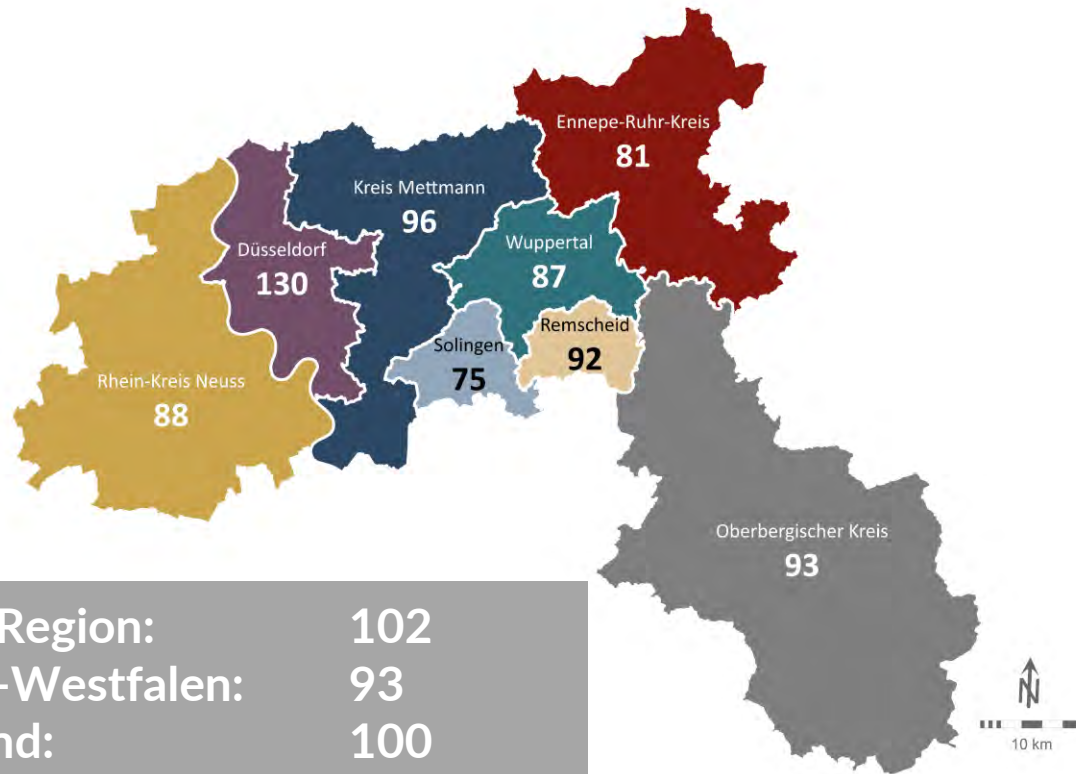 Ennepe-Ruhr-Kreis
81
Kreis Mettmann
96
Düsseldorf
130
Wuppertal
87
Remscheid
92
Solingen
75
Rhein-Kreis Neuss
88
Oberbergischer Kreis
93
Region: 102
-Westfalen: 93
nd: 100
N
10 km